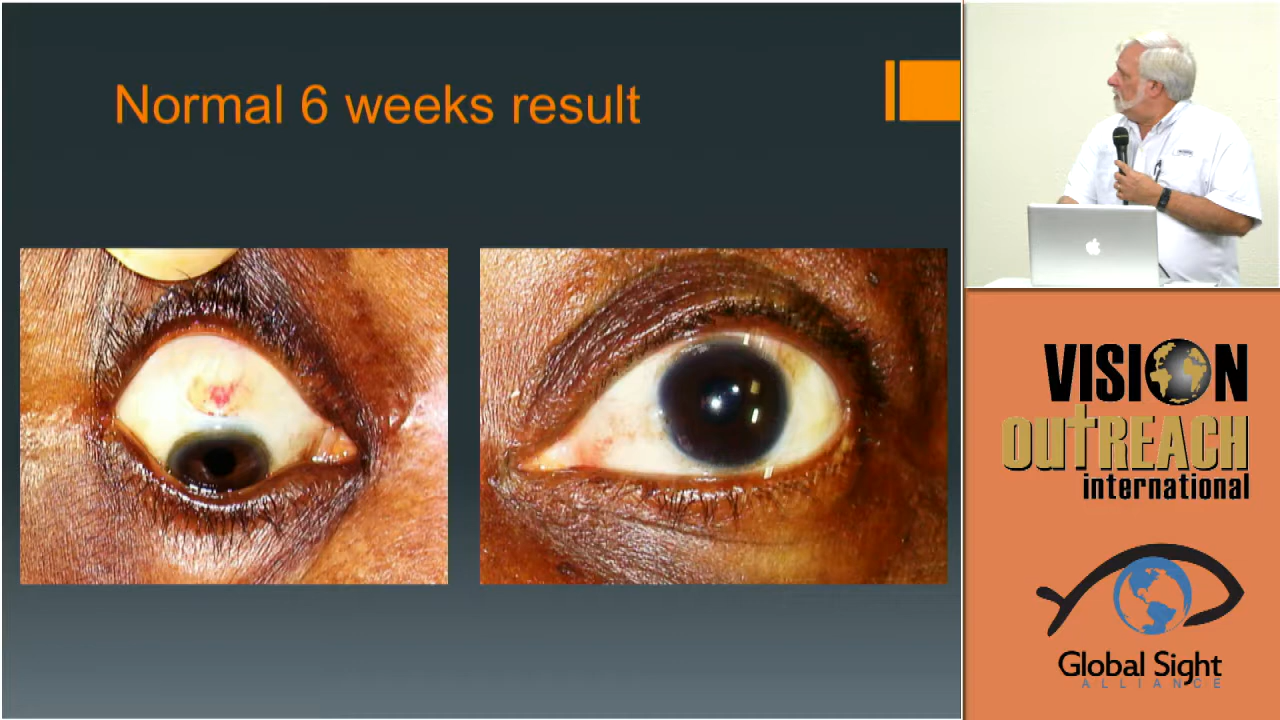 Normal 6 weeks result
VISION
OUTREACH
international
Global Sight
ALLIANCE